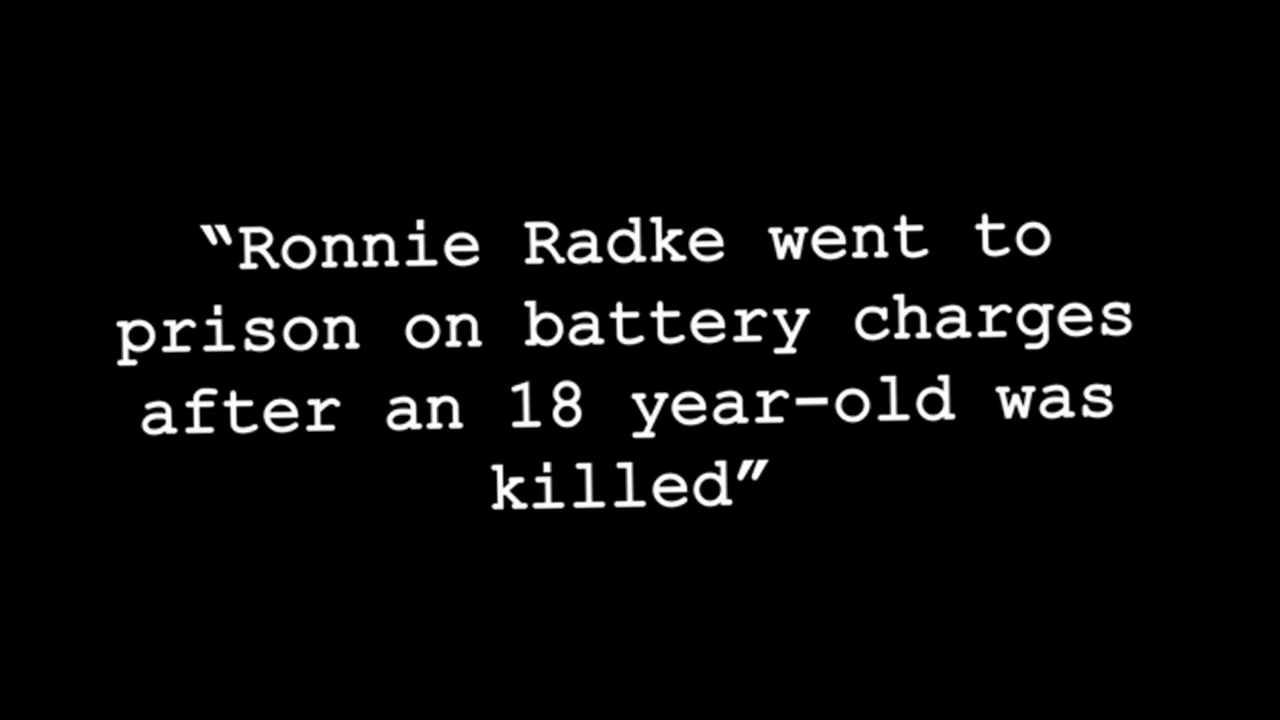 “Ronnie Radke went to
prison on battery charges
after an 18 year-old was
killed”